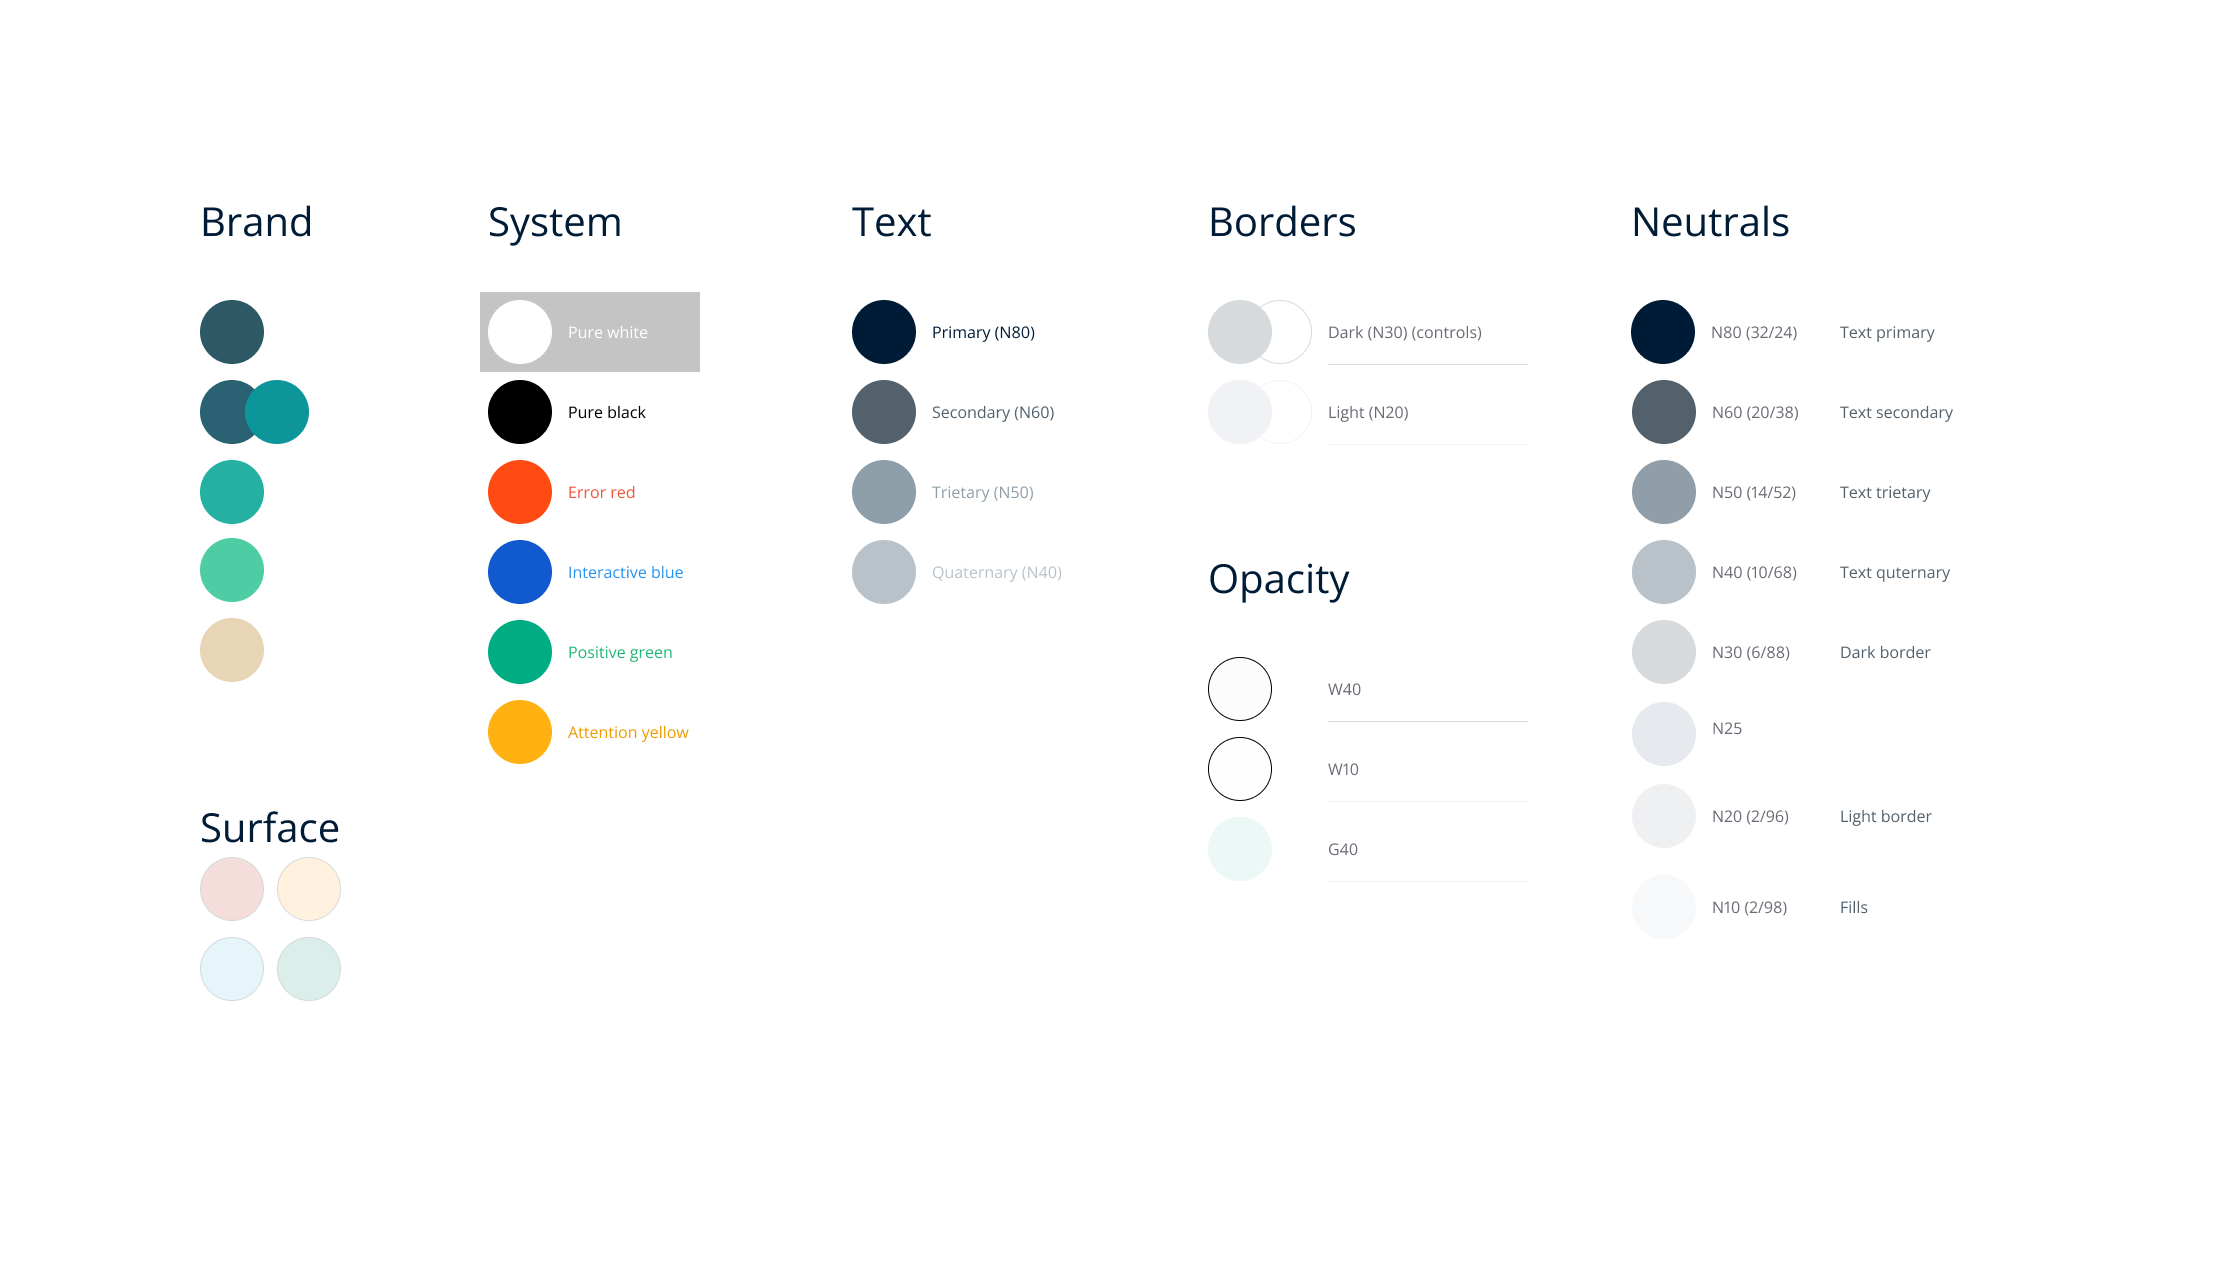 Brand
System
Pure white
Pure black
Error red
Interactive blue
Positive green
Attention yellow
Text
Primary (N80)
Secondary (N60)
Trietary (N50)
Quaternary (N40)
Borders
Dark (N30) (controls)
Light (N20)
Opacity
W40
W10
G40
Neutrals
N80 (32/24) Text primary
N60 (20/38) Text secondary
N50 (14/52) Text trietary
N40 (10/68) Text quternary
N30 (6/88) Dark border
N25
N20 (2/96) Light border
N10 (2/98) Fills
Surface